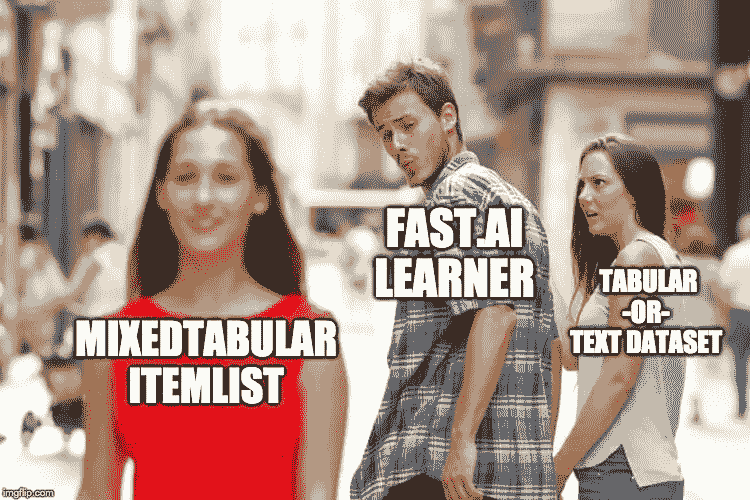 FAST.AI
LEARNER
TABULAR
-OR-
TEXT DATASET
MIXEDTABULAR
ITEMLIST
imgflip.com